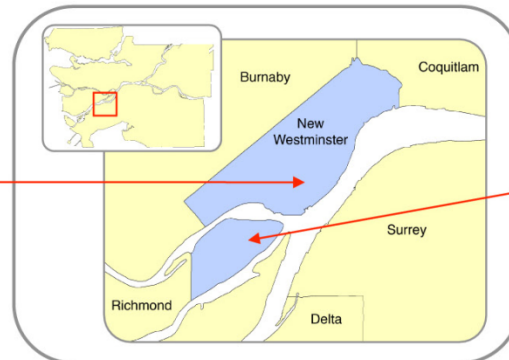 Burnaby
Coquitlam
New
Westminster
Surrey
Richmond
Delta